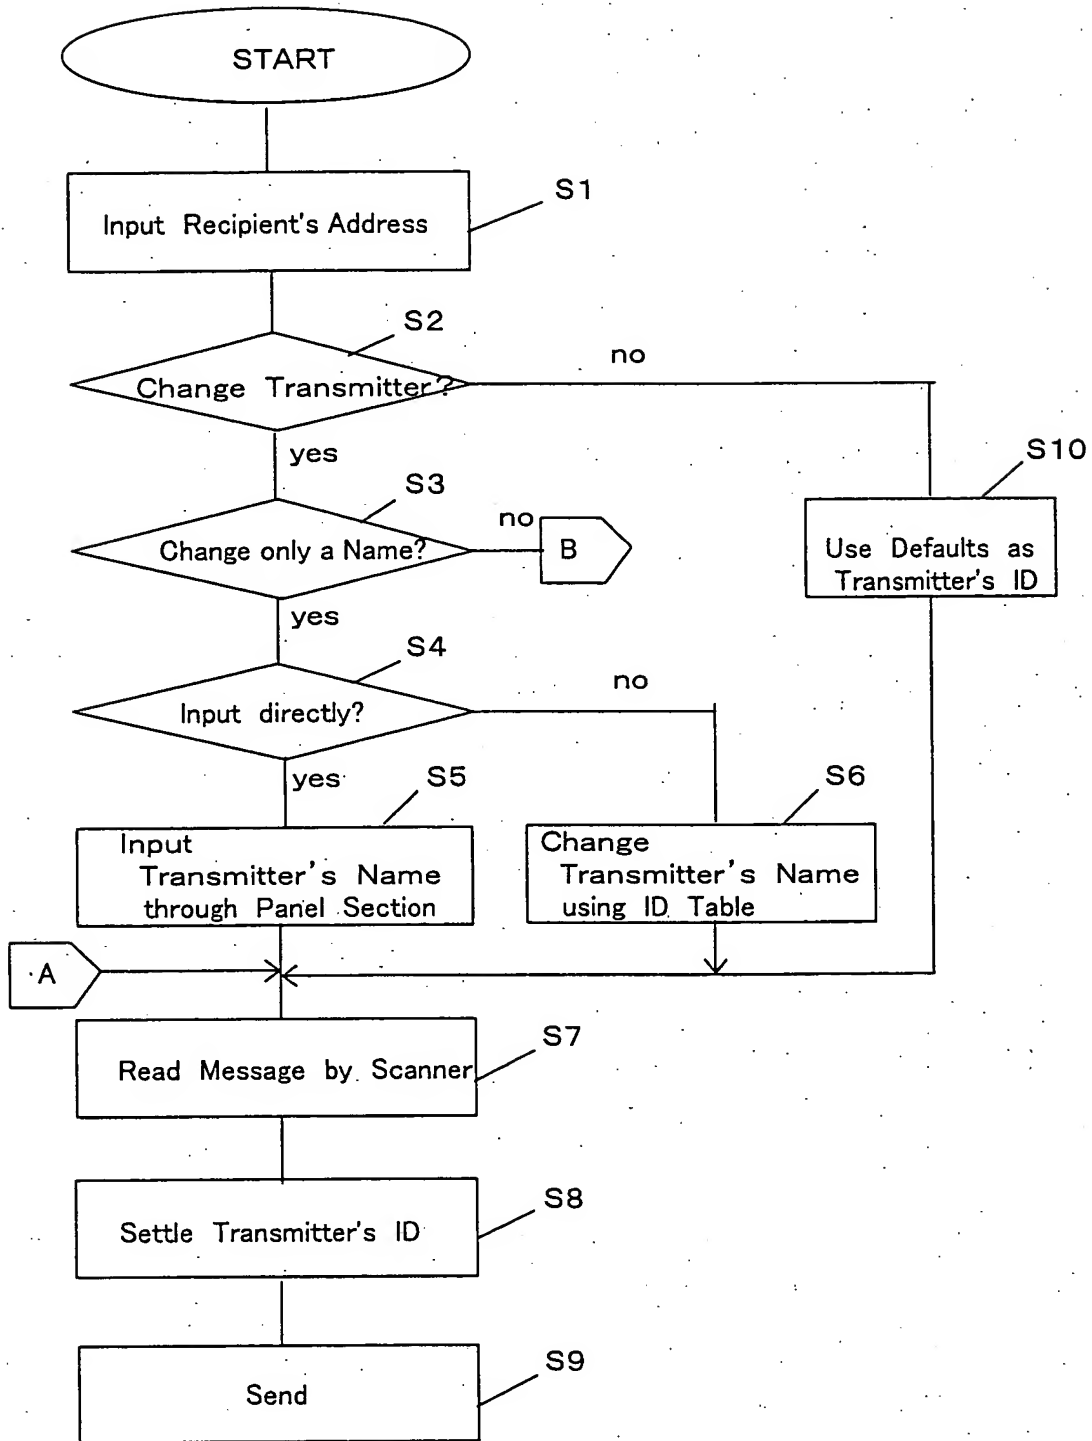 START
S1
Input Recipient's Address
S2
no
Change Transmitter?
yes
S10
S3
no
Change only a Name?
B
Use Defaults as
Transmitter's ID
yes
S4
no
Input directly?
yes
S5
S6
Input
Transmitter's Name
through Panel Section
Change
Transmitter's Name
using ID Table
A
S7
Read Message by Scanner
S8
Settle Transmitter's ID
S9
Send